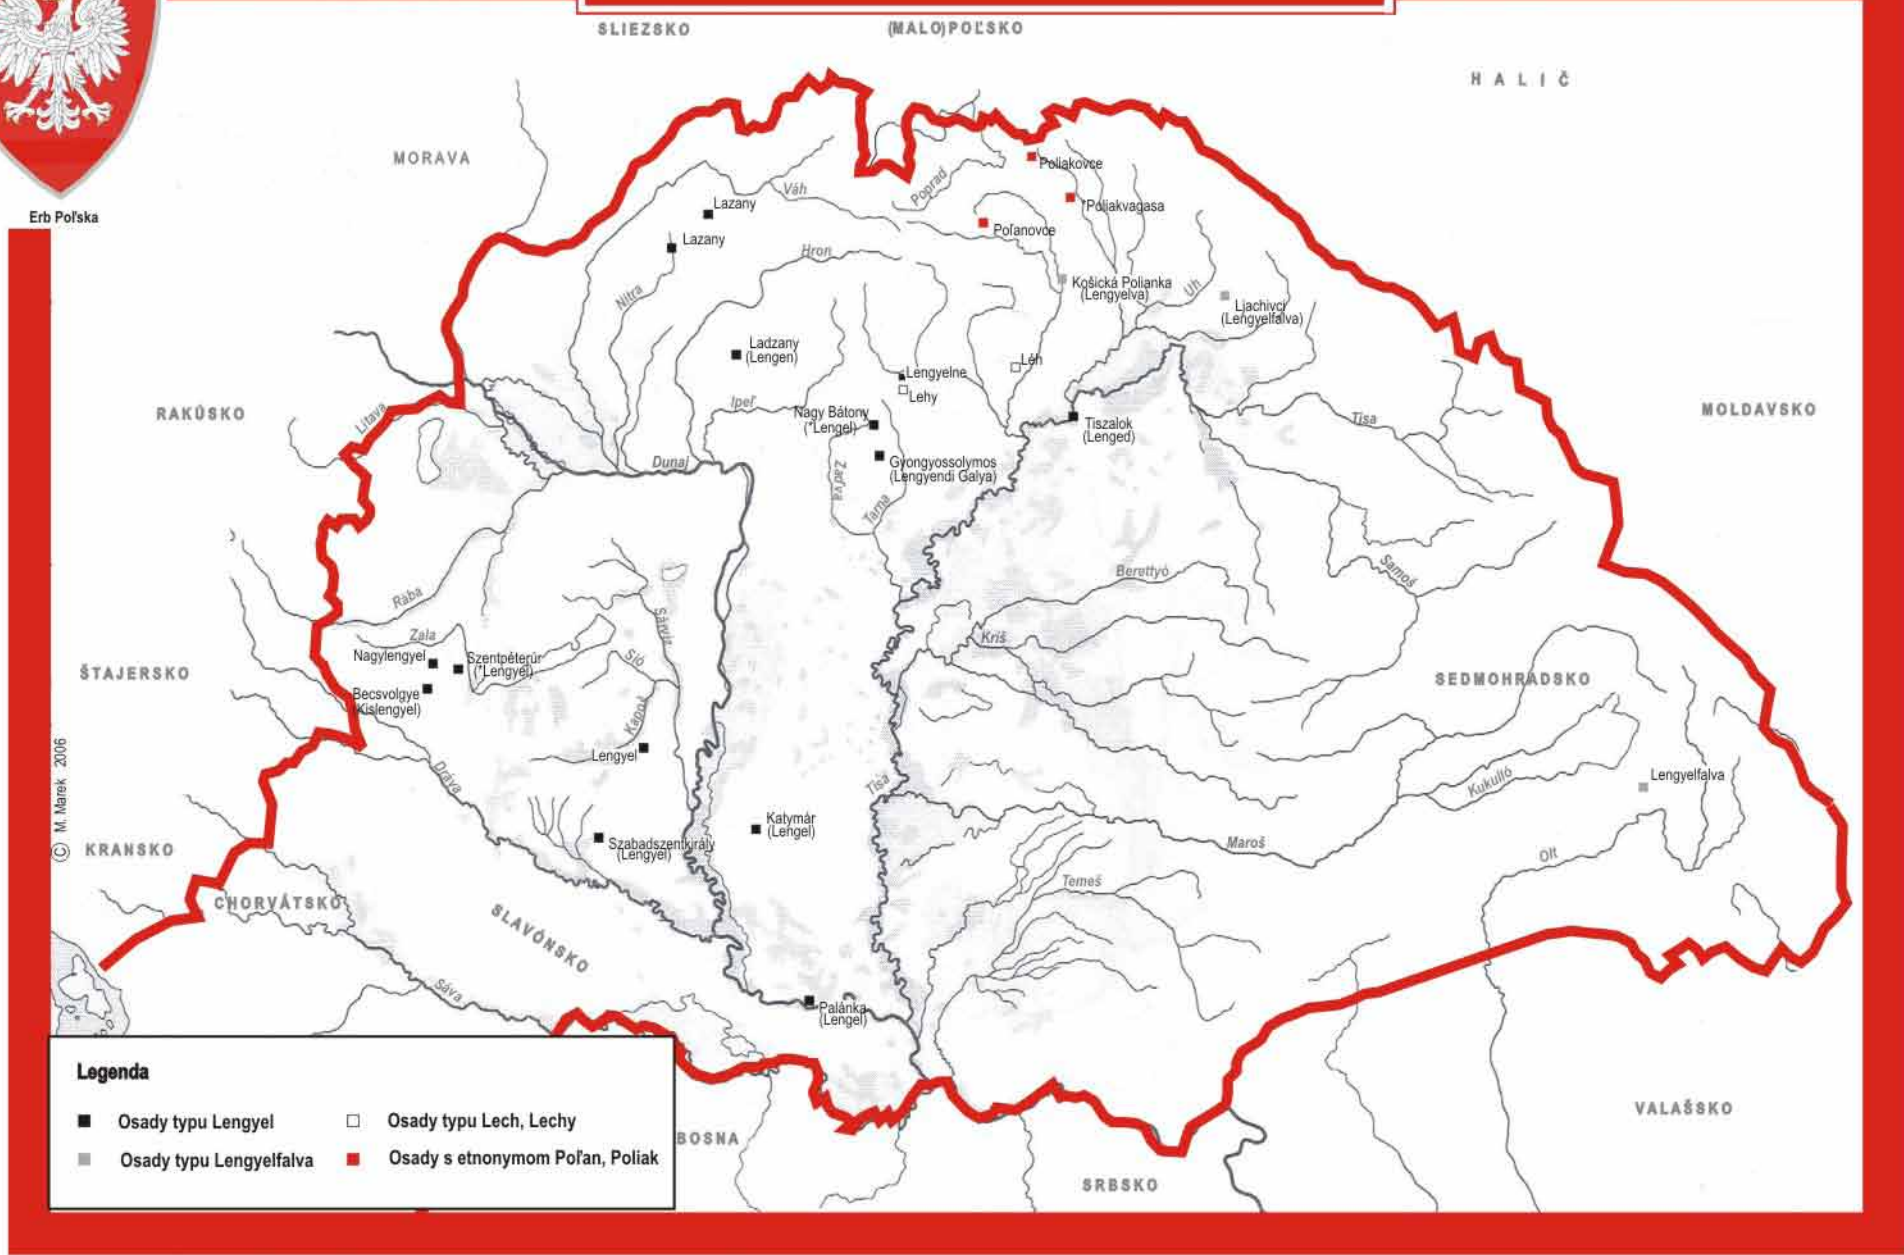 SLIEZSKO
(MALO)POĽSKO
HALIČ
MORAVA
Erb Poľska
Poliakovce
*Poliakvagasa
Poľanovce
Poprad
Váh
Lazany
Lazany
Hron
Nitra
Košická Polianka
(Lengyelva)
Uh
Ljachivci
(Lengyelfalva)
Ladzany
(Lengen)
Léh
Lengyelne
Lehy
Ipeľ
Nagy Bátony
(*Lengel)
Tiszalok
(Lenged)
Tisa
MOLDAVSKO
RAKÚSKO
Litava
Dunaj
Gyongyossolymos
(Lengyendi Galya)
Zadva
Tarna
Samoš
Berettyó
Rába
Sárvíz
Zala
Kriš
Nagylengyel
Szentpéterúr
(*Lengyel)
Sió
ŠTAJERSKO
SEDMOHRADSKO
Becsvolgye
(Kislengyel)
Kapoš
Lengyel
Dráva
Tisa
Kukulló
Lengyelfalva
© M. Marek 2006
Katymár
(Lengel)
Szabadszentkirály
(Lengyel)
Maroš
KRANSKO
Olt
Temeš
CHORVÁTSKO
SLAVÓNSKO
Sáva
Palánka
(Lengel)
Legenda
Osady typu Lengyel
Osady typu Lech, Lechy
Osady typu Lengyelfalva
Osady s etnonymom Poľan, Poliak
BOSNA
SRBSKO
VALAŠSKO